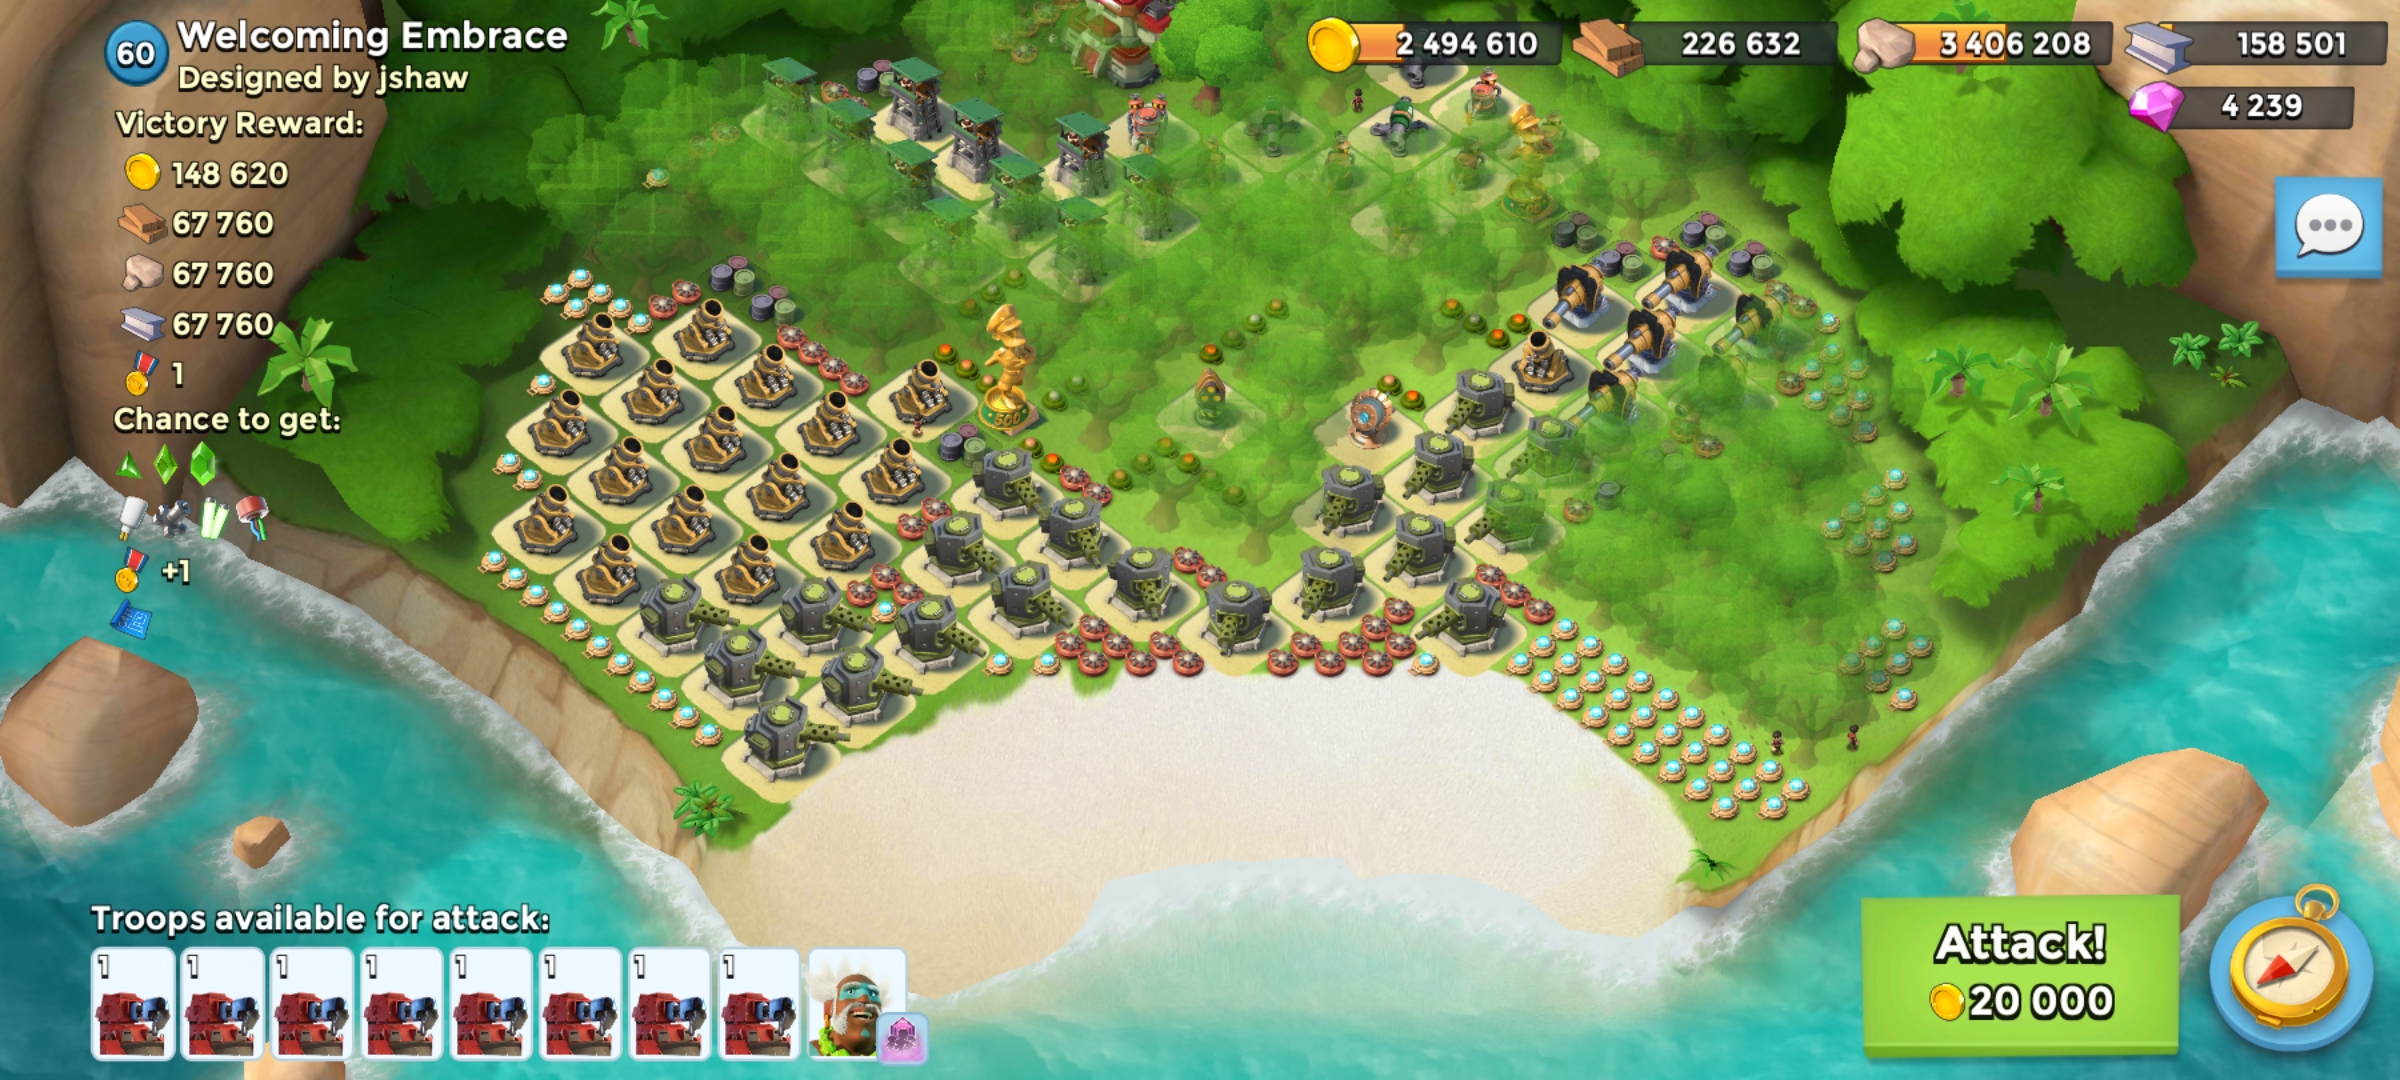 60
Welcoming Embrace
Designed by jshaw
Victory Reward:
148 620
67 760
67 760
67 760
1
Chance to get:
+1
2 494 610
226 632
3 406 208
158 501
4 239
500
Troops available for attack:
1 1 1 1 1 1 1 1
Attack!
20 000